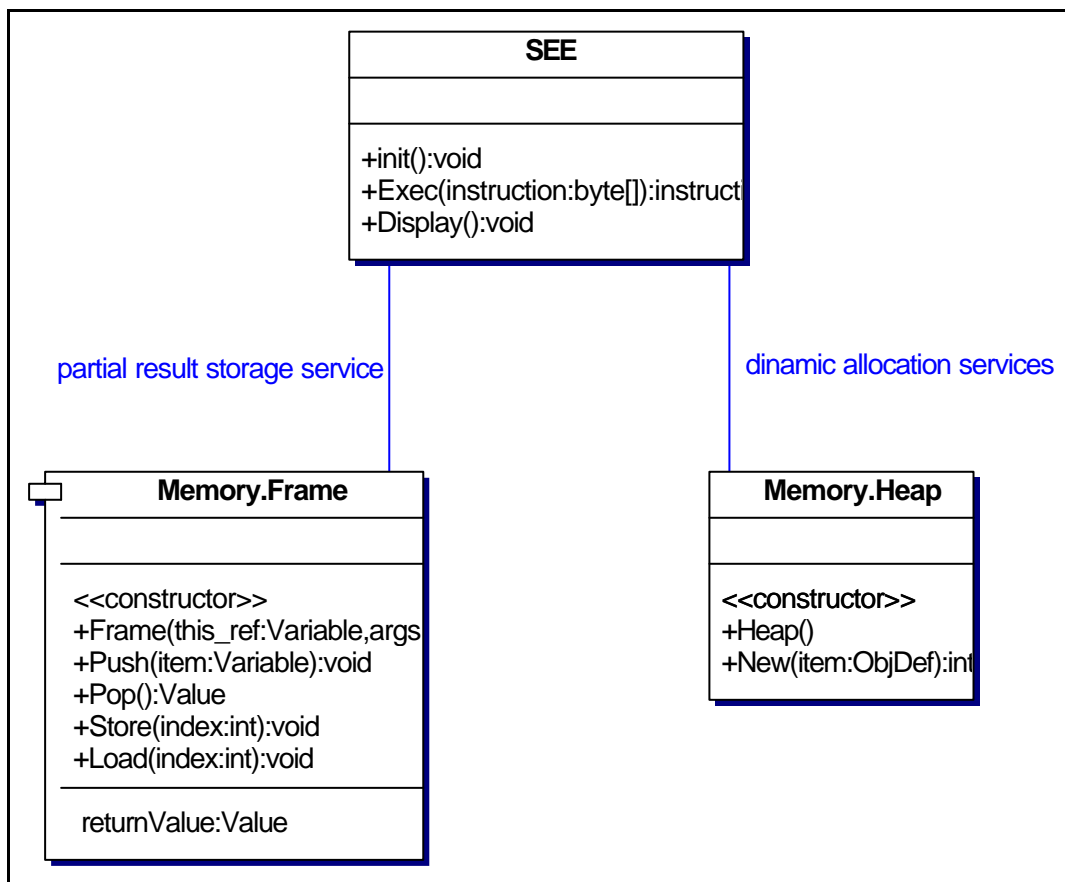 SEE
+init():void
+Exec(instruction:byte[]):instructi
+Display():void
partial result storage service
dinamic allocation services
Memory.Frame
<<constructor>>
+Frame(this_ref:Variable,args
+Push(item:Variable):void
+Pop():Value
+Store(index:int):void
+Load(index:int):void
returnValue:Value
Memory.Heap
<<constructor>>
+Heap()
+New(item:ObjDef):int